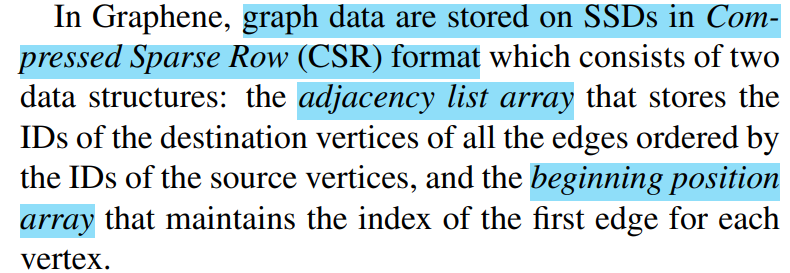 In Graphene, graph data are stored on SSDs in Com-
pressed Sparse Row (CSR) format which consists of two
data structures: the adjacency list array that stores the
IDs of the destination vertices of all the edges ordered by
the IDs of the source vertices, and the beginning position
array that maintains the index of the first edge for each
vertex.